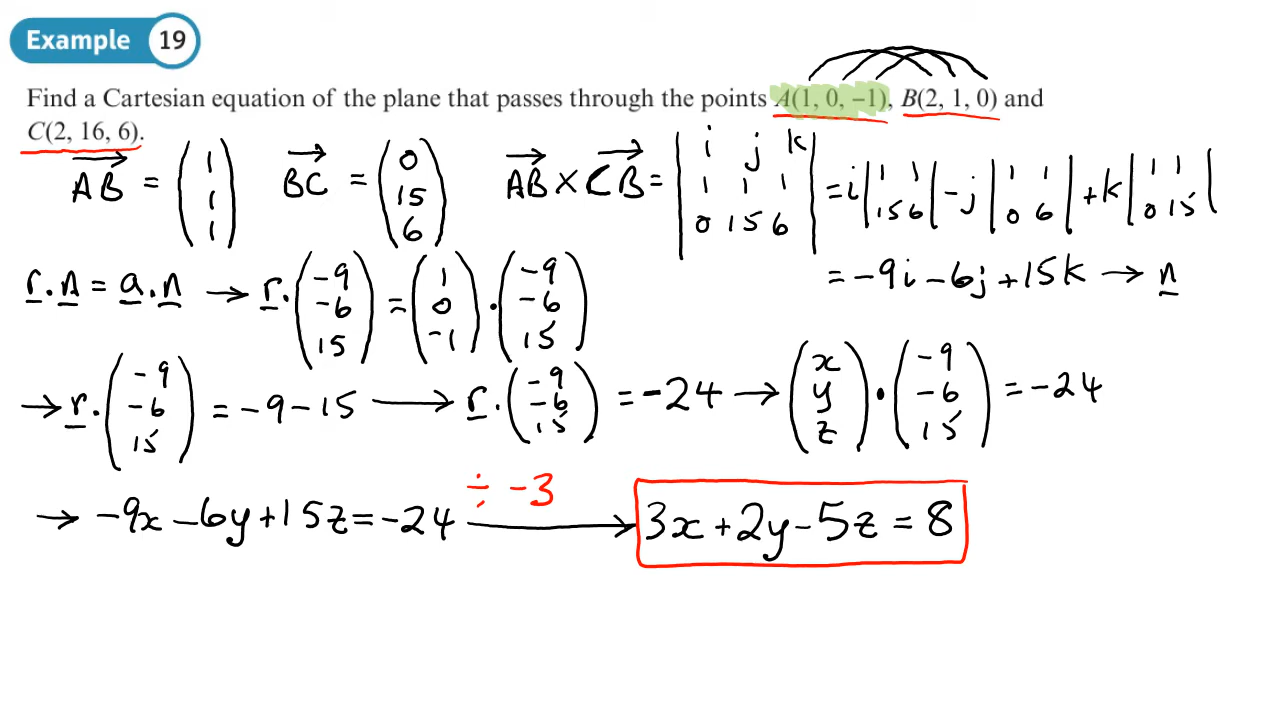 Example 19
Find a Cartesian equation of the plane that passes through the points A(1, 0, −1), B(2, 1, 0) and
C(2, 16, 6).
AB = (1 1 1) BC = (0 15 6) AB × CB = |i j k 1 1 1 0 15 6| = i|1 1 15 6| - j|1 1 0 6| + k|1 1 0 15|
= -9i - 6j + 15k → n
r.n = a.n → r.(-9 -6 15) = (1 0 -1).(-9 -6 15)
→ r.(-9 -6 15) = -9 - 15 → r.(-9 -6 15) = -24 → (x y z).(-9 -6 15) = -24
÷ -3
→ -9x - 6y + 15z = -24 → 3x + 2y - 5z = 8